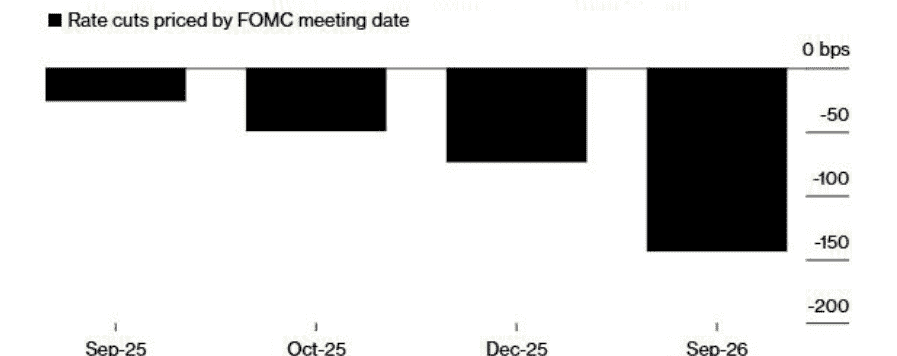 Rate cuts priced by FOMC meeting date
0 bps
-50
-100
-150
-200
Sep-25 Oct-25 Dec-25 Sep-26